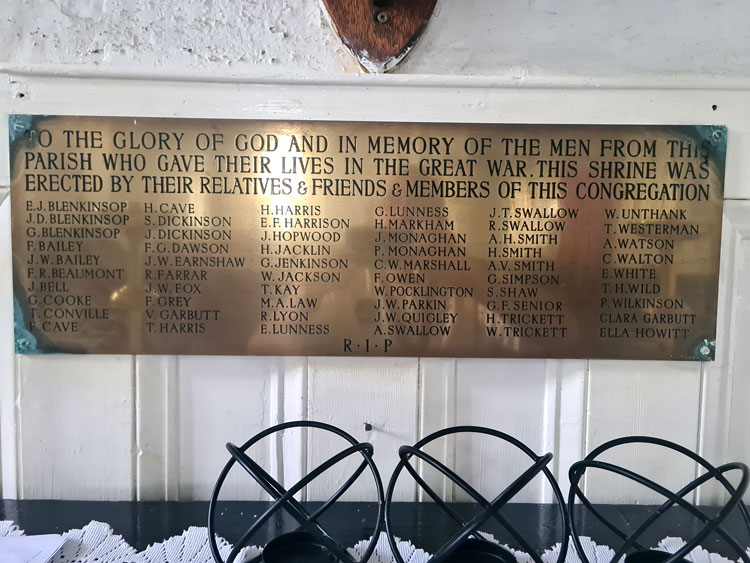 TO THE GLORY OF GOD AND IN MEMORY OF THE MEN FROM THIS
PARISH WHO GAVE THEIR LIVES IN THE GREAT WAR. THIS SHRINE WAS
ERECTED BY THEIR RELATIVES & FRIENDS & MEMBERS OF THIS CONGREGATION
E.J. BLENKINSOP
J.D. BLENKINSOP
G. BLENKINSOP
F. BAILEY
J.W. BAILEY
F.R. BEAUMONT
J. BELL
G. COOKE
T. CONVILLE
F. CAVE
H. CAVE
S. DICKINSON
J. DICKINSON
F.G. DAWSON
J.W. EARNSHAW
R. FARRAR
J.W. FOX
F. GREY
V. GARBUTT
T. HARRIS
H. HARRIS
E.F. HARRISON
J. HOPWOOD
H. JACKLIN
G. JENKINSON
W. JACKSON
T. KAY
M.A. LAW
R. LYON
E. LUNNESS
G. LUNNESS
H. MARKHAM
J. MONAGHAN
P. MONAGHAN
C.W. MARSHALL
F. OWEN
W. POCKLINGTON
J.W. PARKIN
J.W. QUIGLEY
A. SWALLOW
J.T. SWALLOW
R. SWALLOW
A.H. SMITH
H. SMITH
A.V. SMITH
G. SIMPSON
S. SHAW
G.F. SENIOR
H. TRICKETT
W. TRICKETT
W. UNTHANK
T. WESTERMAN
A. WATSON
C. WALTON
E. WHITE
T.H. WILD
P. WILKINSON
CLARA GARBUTT
ELLA HOWITT
R·I·P